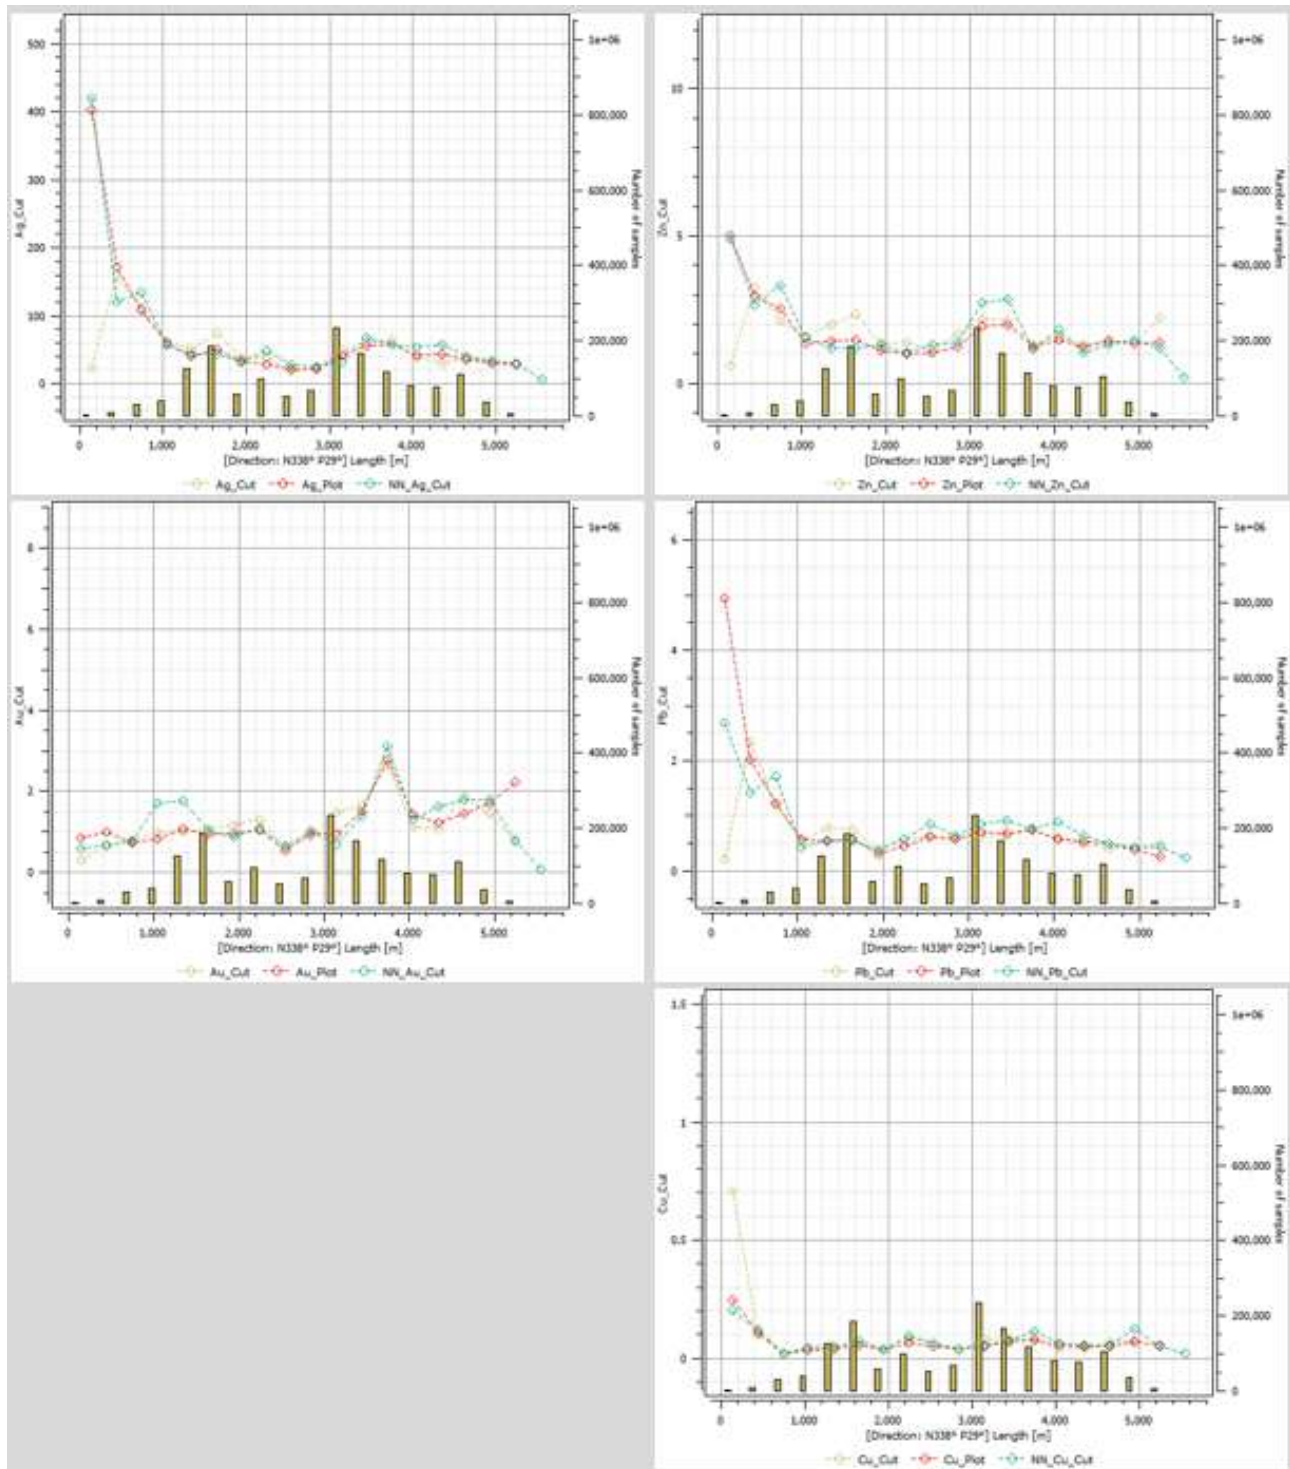 500
400
300
200
100
0
Ag_Cut
1e+06
800,000
600,000
400,000
200,000
0
Number of samples
0 1,000 2,000 3,000 4,000 5,000
[Direction: N338° P29°] Length [m]
Ag_Cut Ag_Plot NN_Ag_Cut
10
5
0
Zn_Cut
1e+06
800,000
600,000
400,000
200,000
0
Number of samples
0 1,000 2,000 3,000 4,000 5,000
[Direction: N338° P29°] Length [m]
Zn_Cut Zn_Plot NN_Zn_Cut
8
6
4
2
0
Au_Cut
1e+06
800,000
600,000
400,000
200,000
0
Number of samples
0 1,000 2,000 3,000 4,000 5,000
[Direction: N338° P29°] Length [m]
Au_Cut Au_Plot NN_Au_Cut
6
4
2
0
Pb_Cut
1e+06
800,000
600,000
400,000
200,000
0
Number of samples
0 1,000 2,000 3,000 4,000 5,000
[Direction: N338° P29°] Length [m]
Pb_Cut Pb_Plot NN_Pb_Cut
1.5
1
0.5
0
Cu_Cut
1e+06
800,000
600,000
400,000
200,000
0
Number of samples
0 1,000 2,000 3,000 4,000 5,000
[Direction: N338° P29°] Length [m]
Cu_Cut Cu_Plot NN_Cu_Cut